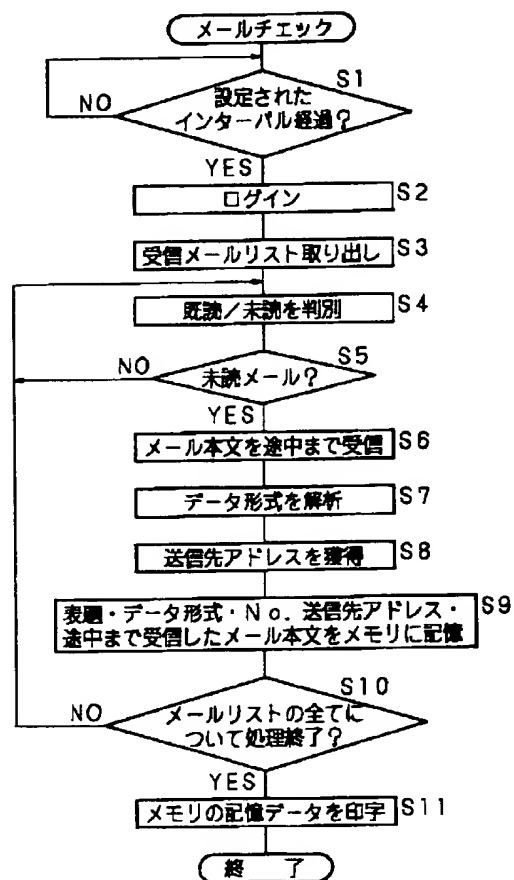 メールチェック
S1
NO
設定された
インターバル経過?
YES
ログイン
S2
受信メールリスト取り出し
S3
既読/未読を判別
S4
S5
NO
未読メール?
YES
メール本文を途中まで受信
S6
データ形式を解析
S7
送信先アドレスを獲得
S8
表題・データ形式・No.送信先アドレス・
S9
途中まで受信したメール本文をメモリに記憶
S10
NO
メールリストの全てに
ついて処理終了?
YES
メモリの記憶データを印字
S11
終 了